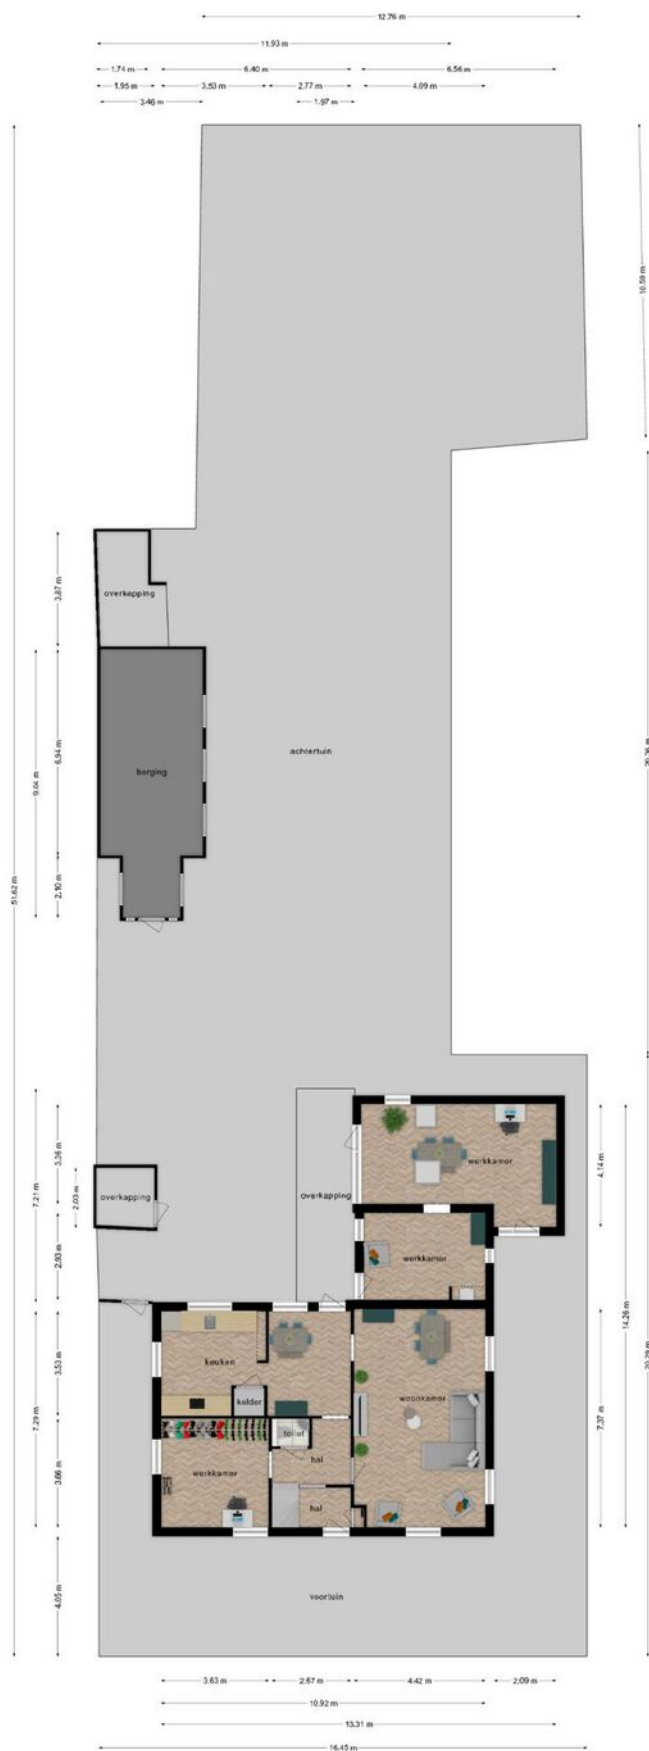 12.76 m
11.93 m
1.74 m
6.40 m
6.56 m
1.95 m
3.53 m
2.77 m
4.09 m
3.46 m
1.97 m
10.59 m
overkapping
3.87 m
achtertuin
berging
6.94 m
9.04 m
2.10 m
51.62 m
werkkamer
3.36 m
4.14 m
overkapping
overkapping
2.03 m
7.21 m
werkkamer
2.93 m
14.26 m
20.29 m
keuken
3.53 m
kelder
woonkamer
7.37 m
7.29 m
toilet
hal
werkkamer
3.66 m
hal
voortuin
4.05 m
3.63 m
2.67 m
4.42 m
2.09 m
10.92 m
13.31 m
16.45 m